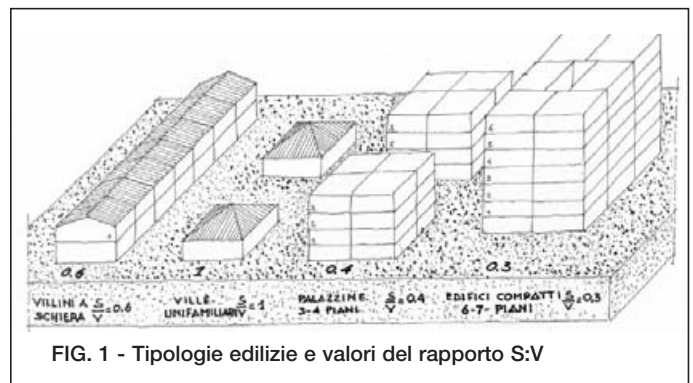 0.6
1
0.4
0.3
VILLINI A SCHIERA S/V = 0.6
VILLE UNIFAMILIARI S/V = 1
PALAZZINE 3-4 PIANI S/V = 0.4
EDIFICI COMPATTI 6-7- PIANI S/V = 0,3
FIG. 1 - Tipologie edilizie e valori del rapporto S:V